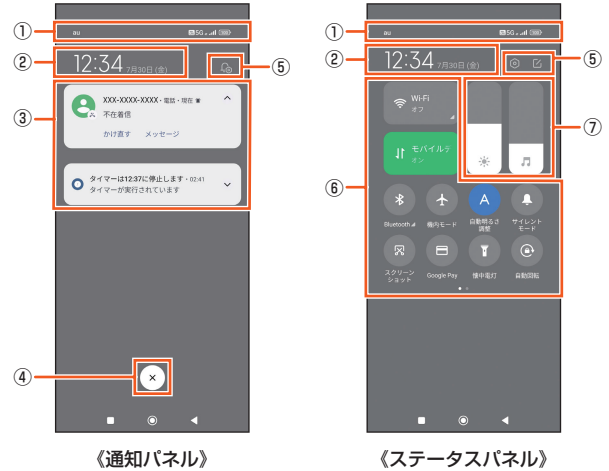 ①
au
5G
②
12:34 7月30日(金)
⑤
③
XXX-XXXX-XXXX・電話・現在
不在着信
かけ直す メッセージ
タイマーは12:37に停止します・02:41
タイマーが実行されています
④
《通知パネル》
①
au
5G
②
12:34 7月30日(金)
⑤
⑦
Wi-Fi
オフ
モバイルデ
オン
⑥
Bluetooth
機内モード
A
自動明るさ
調整
サイレント
モード
スクリーン
ショット
Google Pay
懐中電灯
自動回転
《ステータスパネル》